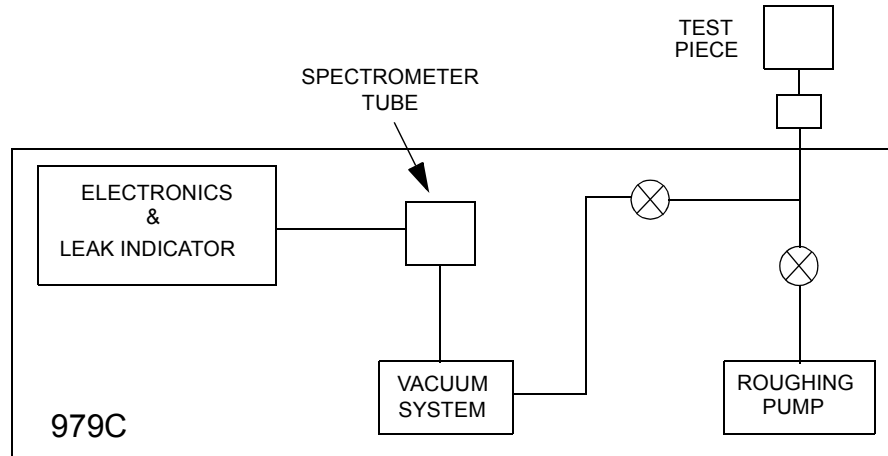 TEST
PIECE
SPECTROMETER
TUBE
ELECTRONICS
&
LEAK INDICATOR
VACUUM
SYSTEM
ROUGHING
PUMP
979C